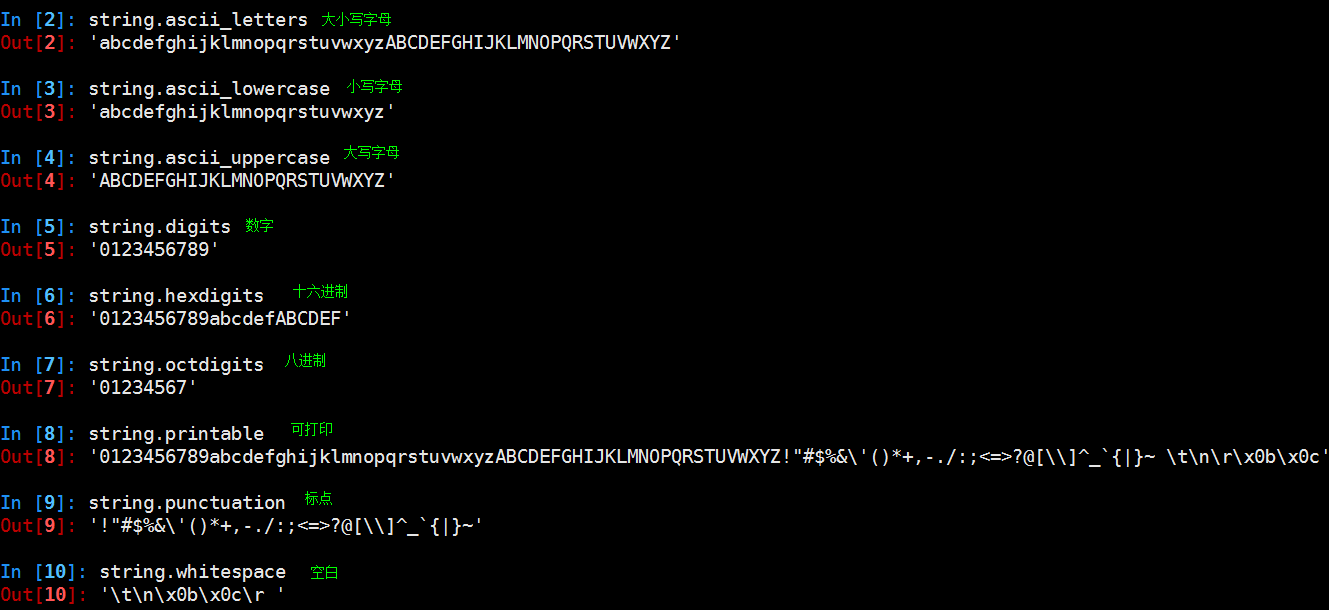 In [2]: string.ascii_letters 大小写字母
Out[2]: 'abcdefghijklmnopqrstuvwxyzABCDEFGHIJKLMNOPQRSTUVWXYZ'
In [3]: string.ascii_lowercase 小写字母
Out[3]: 'abcdefghijklmnopqrstuvwxyz'
In [4]: string.ascii_uppercase 大写字母
Out[4]: 'ABCDEFGHIJKLMNOPQRSTUVWXYZ'
In [5]: string.digits 数字
Out[5]: '0123456789'
In [6]: string.hexdigits 十六进制
Out[6]: '0123456789abcdefABCDEF'
In [7]: string.octdigits 八进制
Out[7]: '01234567'
In [8]: string.printable 可打印
Out[8]: '0123456789abcdefghijklmnopqrstuvwxyzABCDEFGHIJKLMNOPQRSTUVWXYZ!"#$%&\'()*+,-./:;<=>?@[\\]^_`{|}~ \t\n\r\x0b\x0c'
In [9]: string.punctuation 标点
Out[9]: '!"#$%&\'()*+,-./:;<=>?@[\\]^_`{|}~'
In [10]: string.whitespace 空白
Out[10]: '\t\n\x0b\x0c\r '